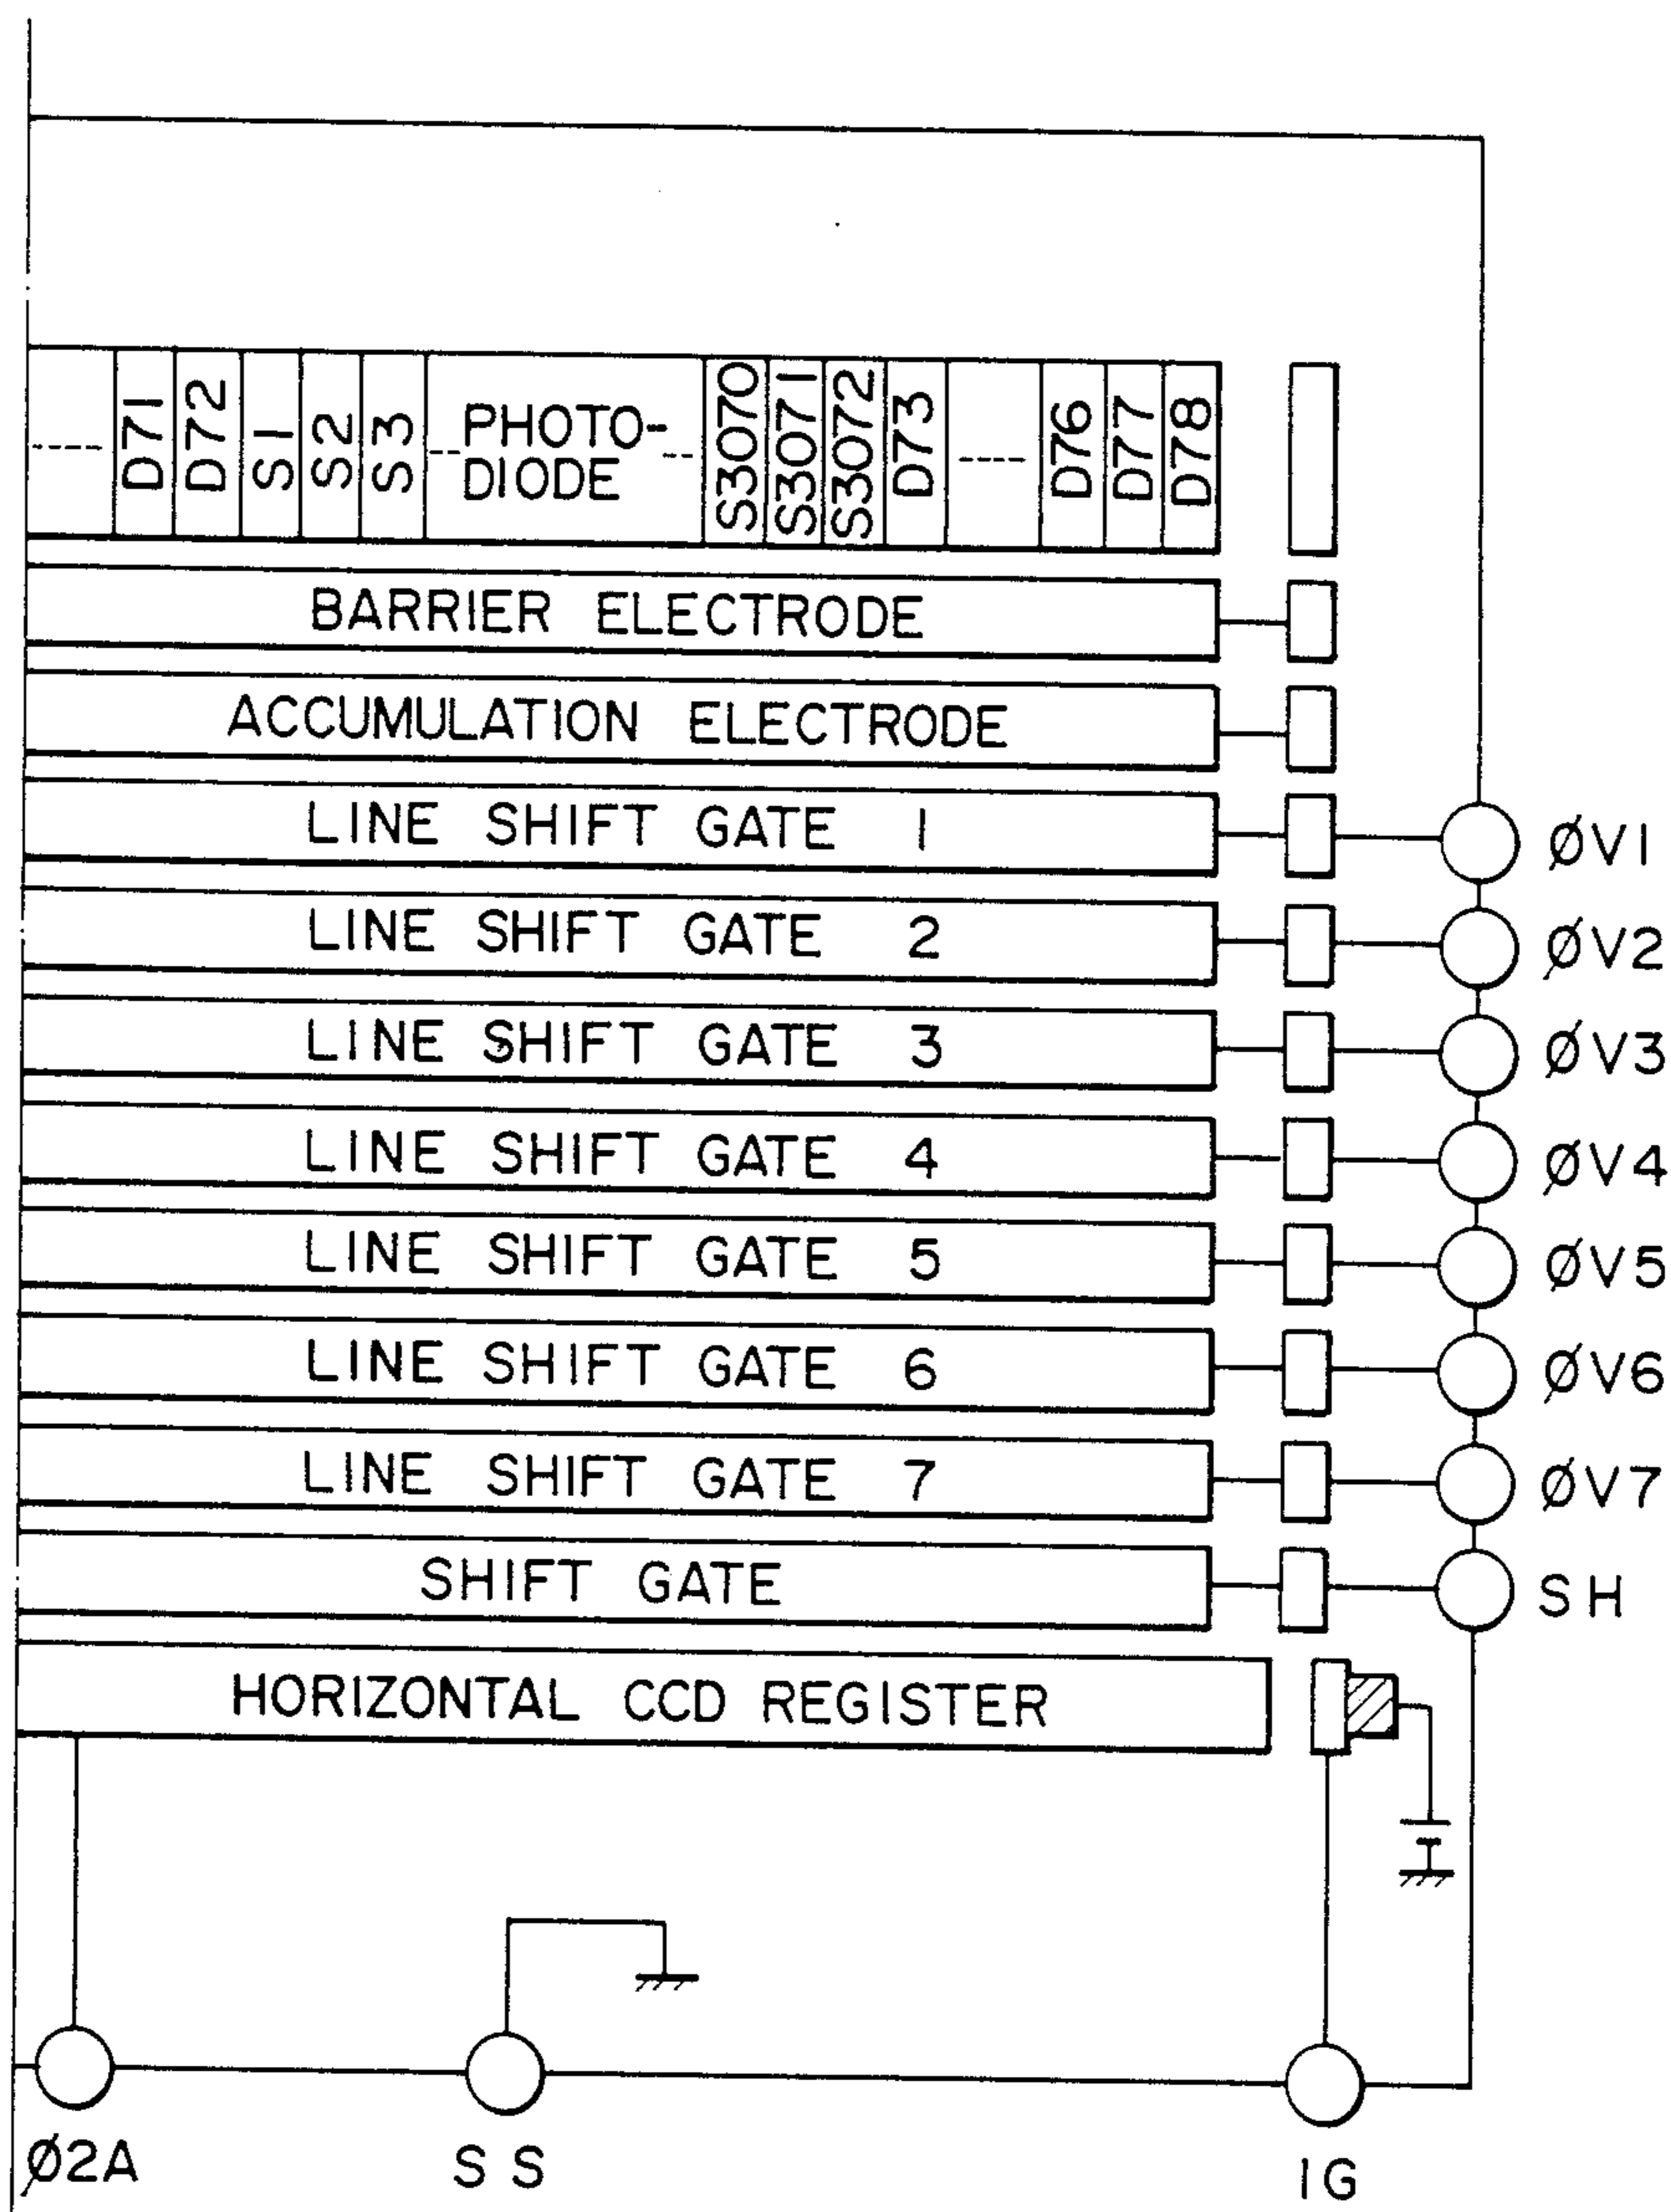 D71 D72 S1 S2 S3 PHOTO-DIODE S3070 S3071 S3072 D73 D76 D77 D78
BARRIER ELECTRODE
ACCUMULATION ELECTRODE
LINE SHIFT GATE 1 ØV1
LINE SHIFT GATE 2 ØV2
LINE SHIFT GATE 3 ØV3
LINE SHIFT GATE 4 ØV4
LINE SHIFT GATE 5 ØV5
LINE SHIFT GATE 6 ØV6
LINE SHIFT GATE 7 ØV7
SHIFT GATE SH
HORIZONTAL CCD REGISTER
Ø2A SS IG